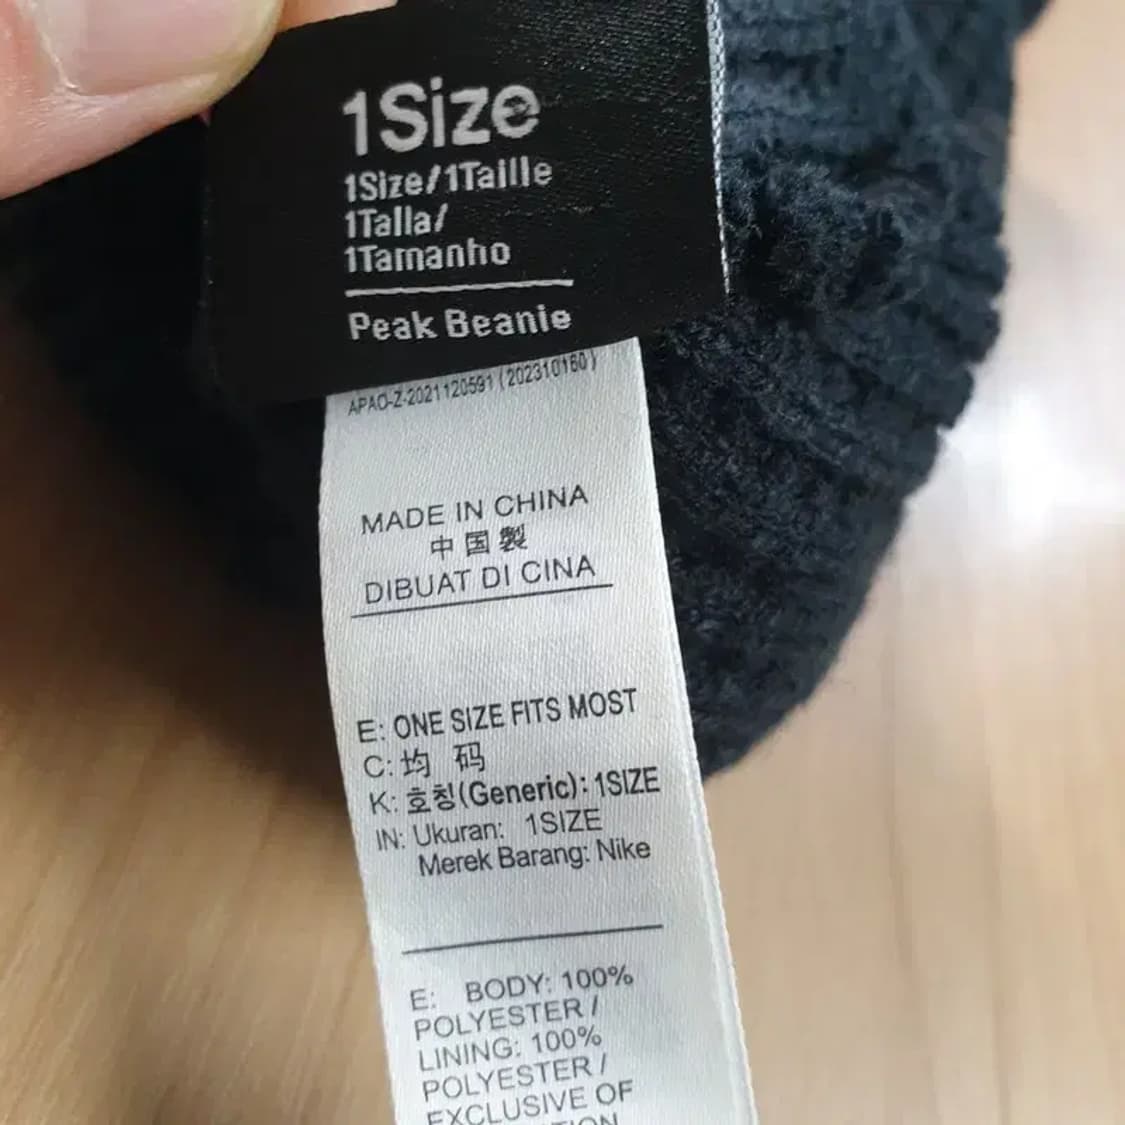 1Size
1Size/1Taille
1Talla/
1Tamanho
Peak Beanie
APAO-Z-2021120591 (202310160)
MADE IN CHINA
中国製
DIBUAT DI CINA
E: ONE SIZE FITS MOST
C: 均 码
K: 호칭(Generic): 1SIZE
IN: Ukuran: 1SIZE
Merek Barang: Nike
E: BODY: 100%
POLYESTER /
LINING: 100%
POLYESTER /
EXCLUSIVE OF